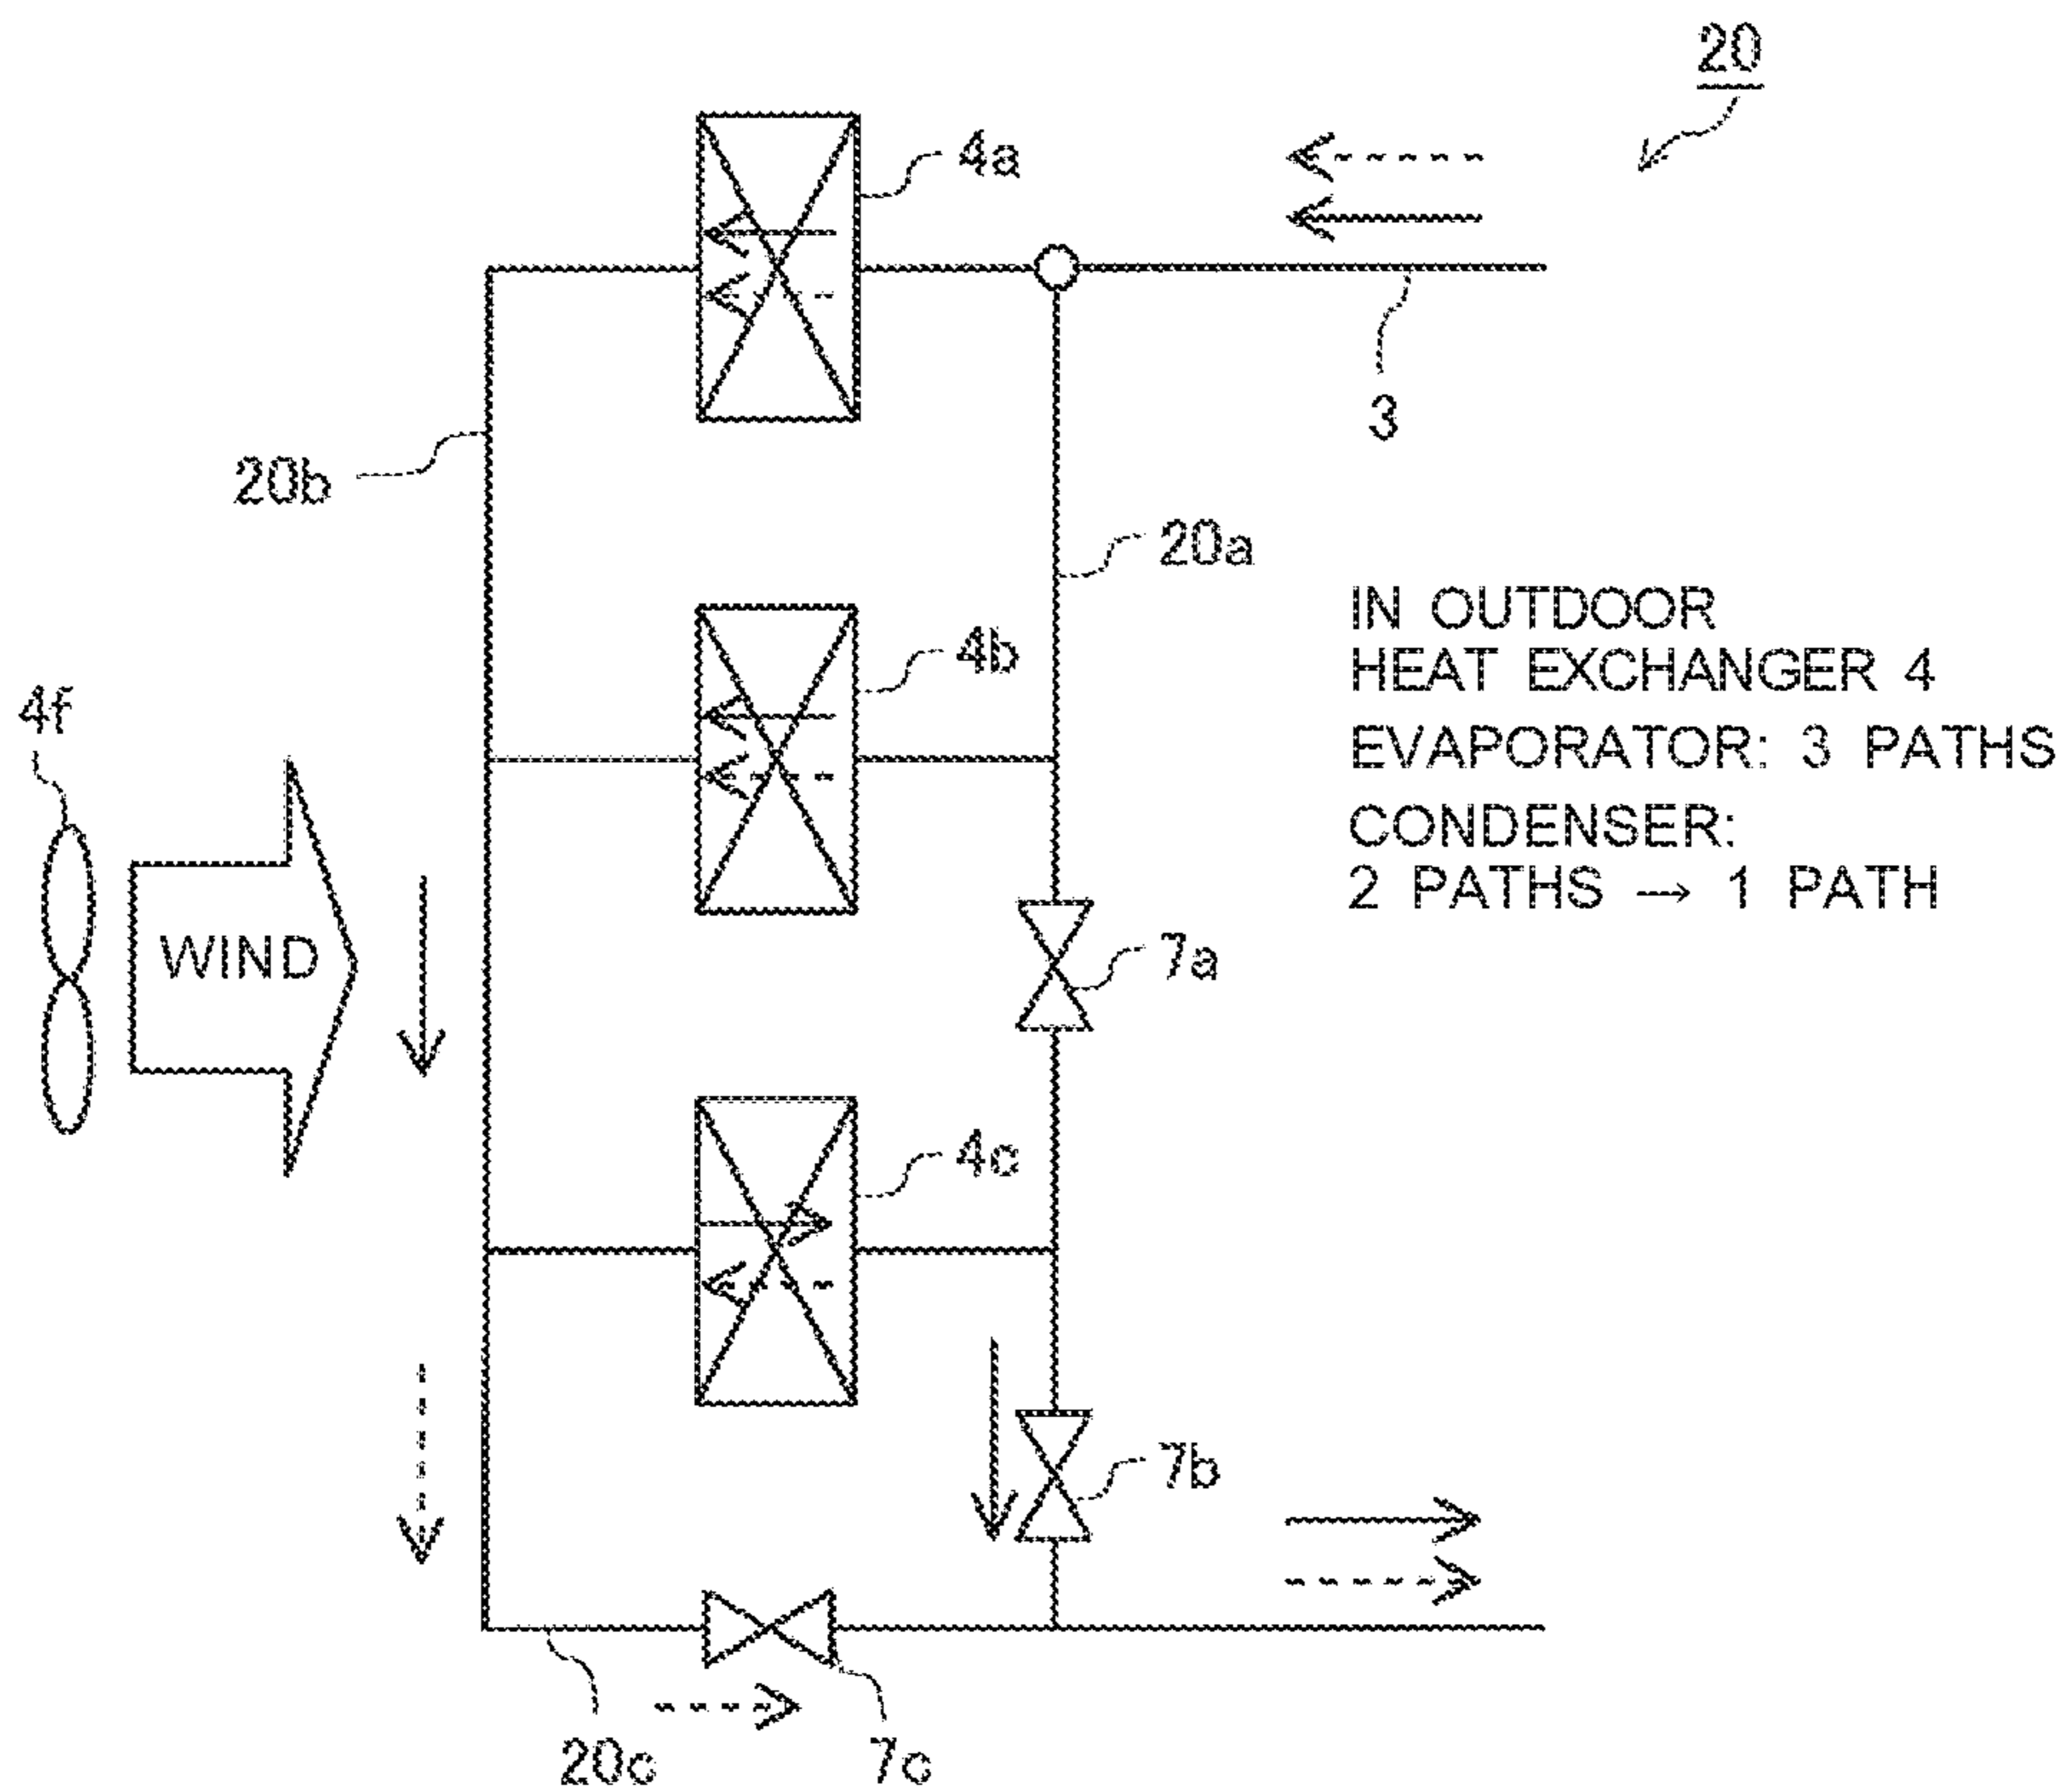 20
4a
3
20b
20a
IN OUTDOOR
HEAT EXCHANGER 4
EVAPORATOR: 3 PATHS
CONDENSER:
2 PATHS → 1 PATH
4b
4f
WIND
7a
4c
7b
20c
7c